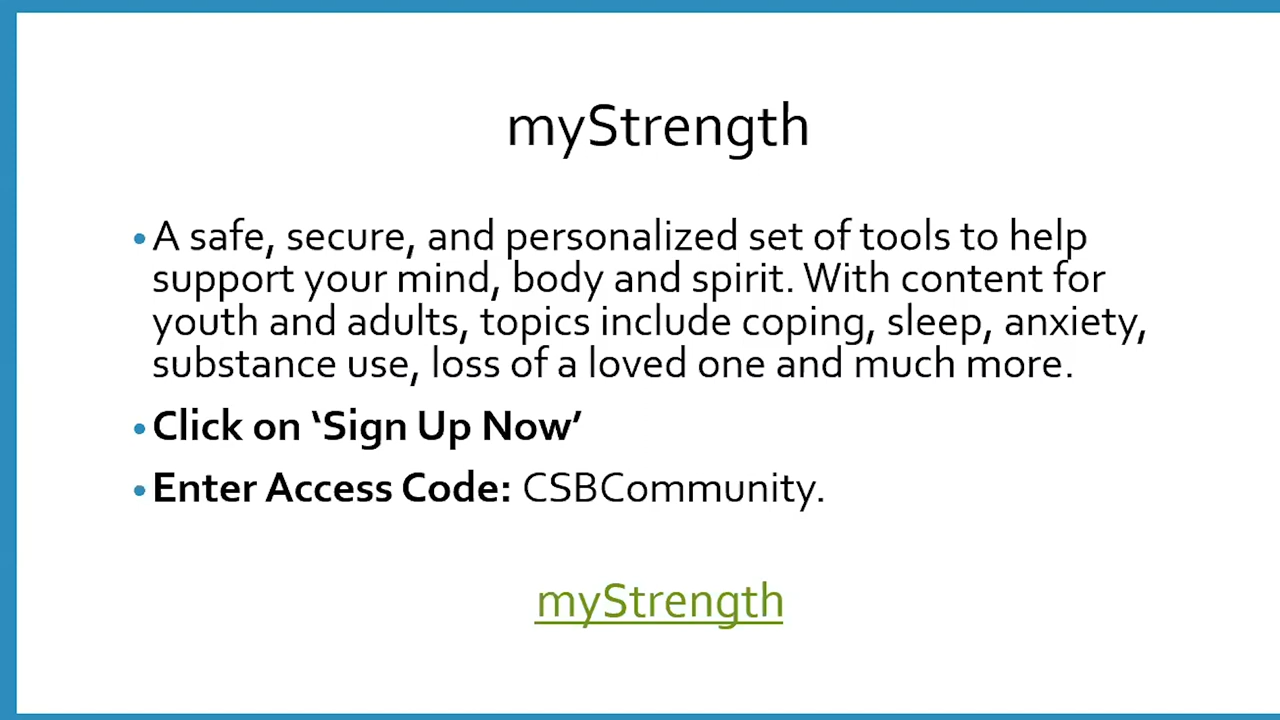 myStrength
• A safe, secure, and personalized set of tools to help
support your mind, body and spirit. With content for
youth and adults, topics include coping, sleep, anxiety,
substance use, loss of a loved one and much more.
• Click on ‘Sign Up Now’
• Enter Access Code: CSBCommunity.
myStrength